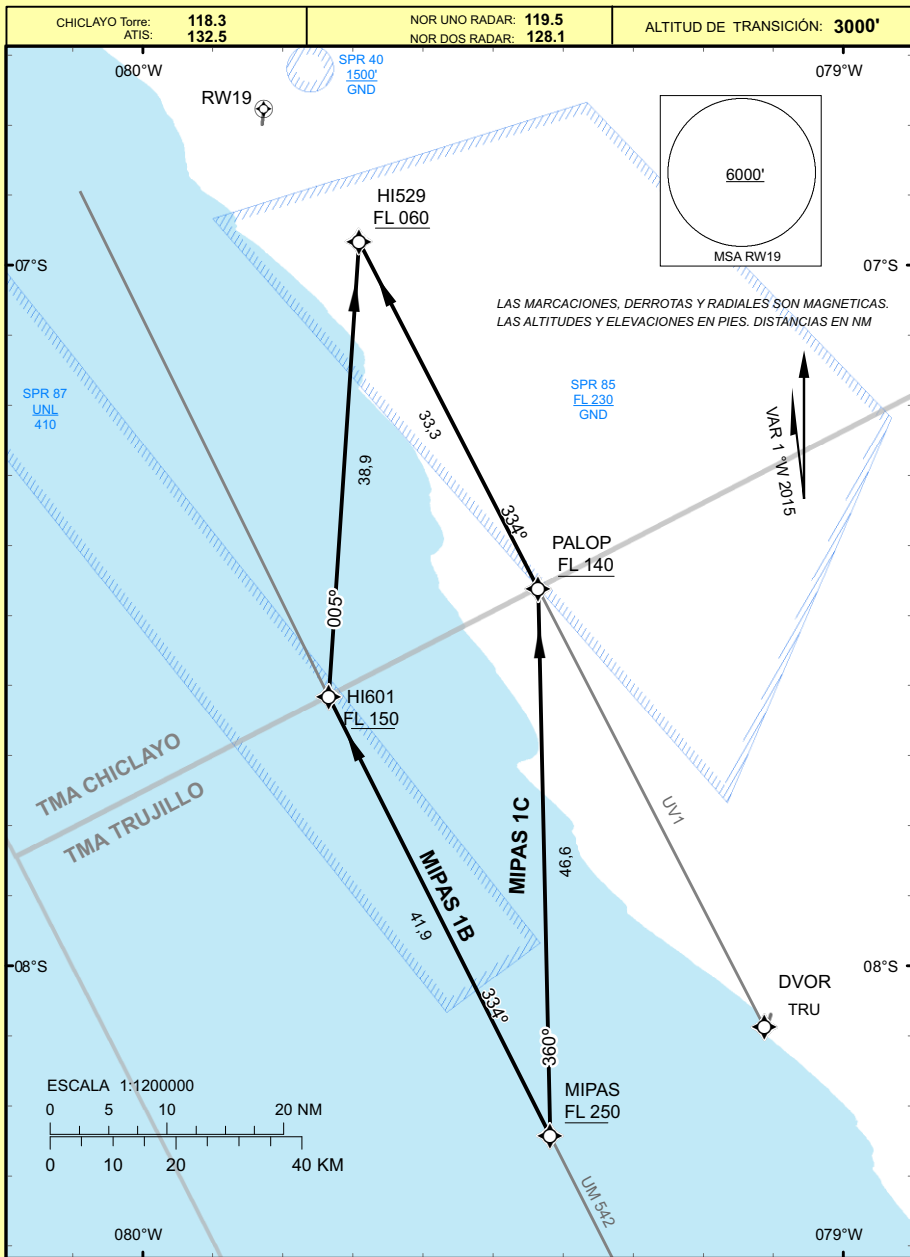 CHICLAYO Torre: 118.3
ATIS: 132.5
NOR UNO RADAR: 119.5
NOR DOS RADAR: 128.1
ALTITUD DE TRANSICIÓN: 3000'
080°W
079°W
SPR 40
1500'
GND
RW19
6000'
MSA RW19
HI529
FL 060
07°S
07°S
LAS MARCACIONES, DERROTAS Y RADIALES SON MAGNETICAS.
LAS ALTITUDES Y ELEVACIONES EN PIES. DISTANCIAS EN NM
SPR 87
UNL
410
SPR 85
FL 230
GND
VAR 1 °W 2015
33,3
38,9
334º
PALOP
FL 140
005º
HI601
FL 150
TMA CHICLAYO
TMA TRUJILLO
UV1
MIPAS 1C
46,6
MIPAS 1B
41,9
334º
08°S
08°S
DVOR
TRU
360º
MIPAS
FL 250
ESCALA 1:1200000
0 5 10 20 NM
0 10 20 40 KM
UM 542
080°W
079°W